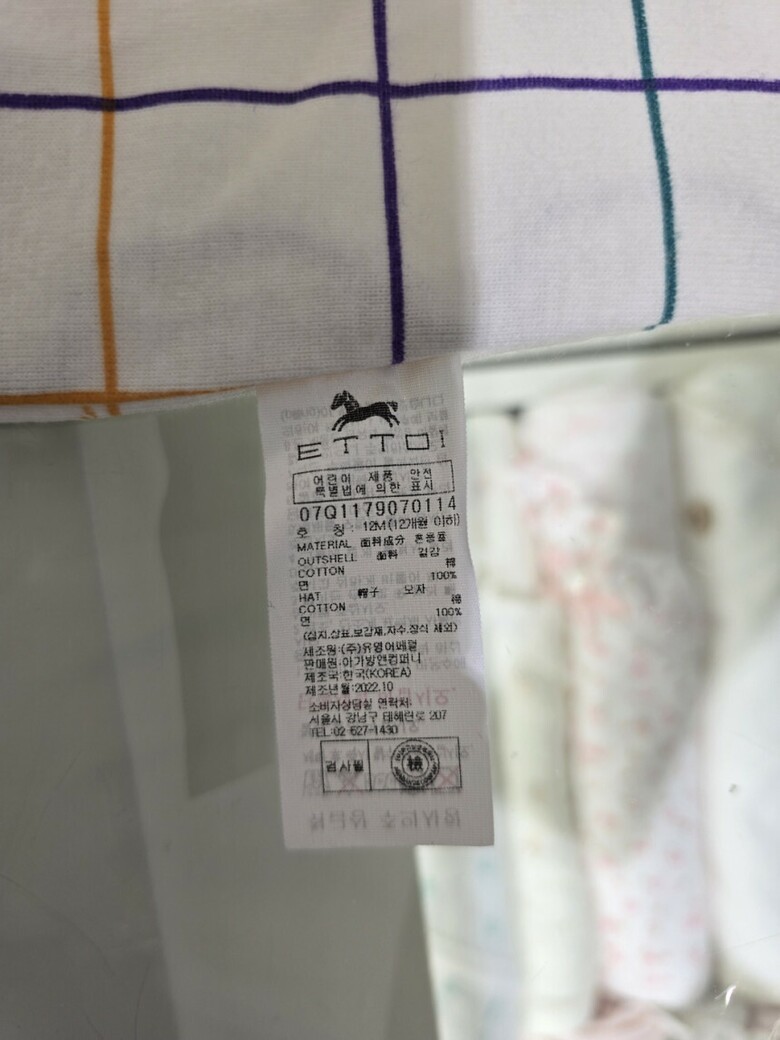 ETTOI
어린이 제품 안전
특별법에 의한 표시
07Q1179070114
호 칭 : 12M(12개월 이하)
MATERIAL 面料成分 혼용률
OUTSHELL 面料 겉감
COTTON 棉
면 100%
HAT 帽子 모자
COTTON 棉
면 100%
(심지,상표,보강재,자수,장식 제외)
제조원:(주)유영어패럴
판매원:아가방앤컴퍼니
제조국:한국(KOREA)
제조년월:2022.10
소비자상담실 연락처:
서울시 강남구 테헤란로 207
TEL:02-527-1430
검사필 檢